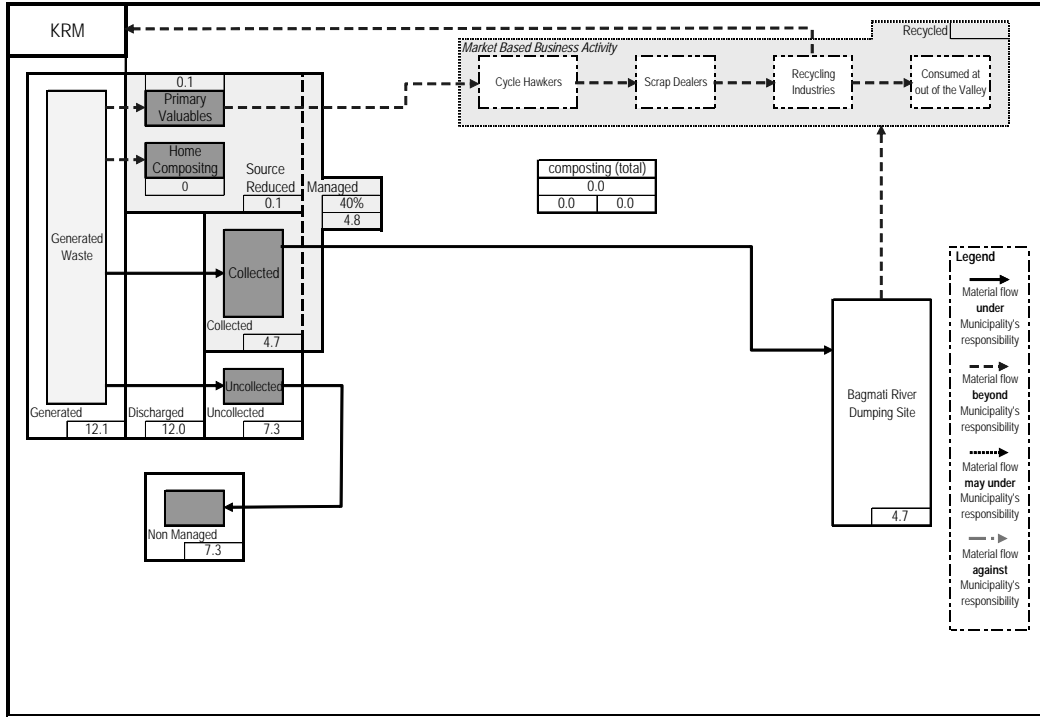 KRM
Recycled
Market Based Business Activity
Cycle Hawkers
Scrap Dealers
Recycling
Industries
Consumed at
out of the Valley
0.1
Primary
Valuables
Home
Compositng
0
Source
Reduced
0.1
Managed
40%
4.8
composting (total)
0.0
0.0 0.0
Generated
Waste
Collected
Collected
4.7
Uncollected
Generated
12.1
Discharged
12.0
Uncollected
7.3
Non Managed
7.3
Bagmati River
Dumping Site
4.7
Legend
Material flow
under
Municipality's
responsibility
Material flow
beyond
Municipality's
responsibility
Material flow
may under
Municipality's
responsibility
Material flow
against
Municipality's
responsibility